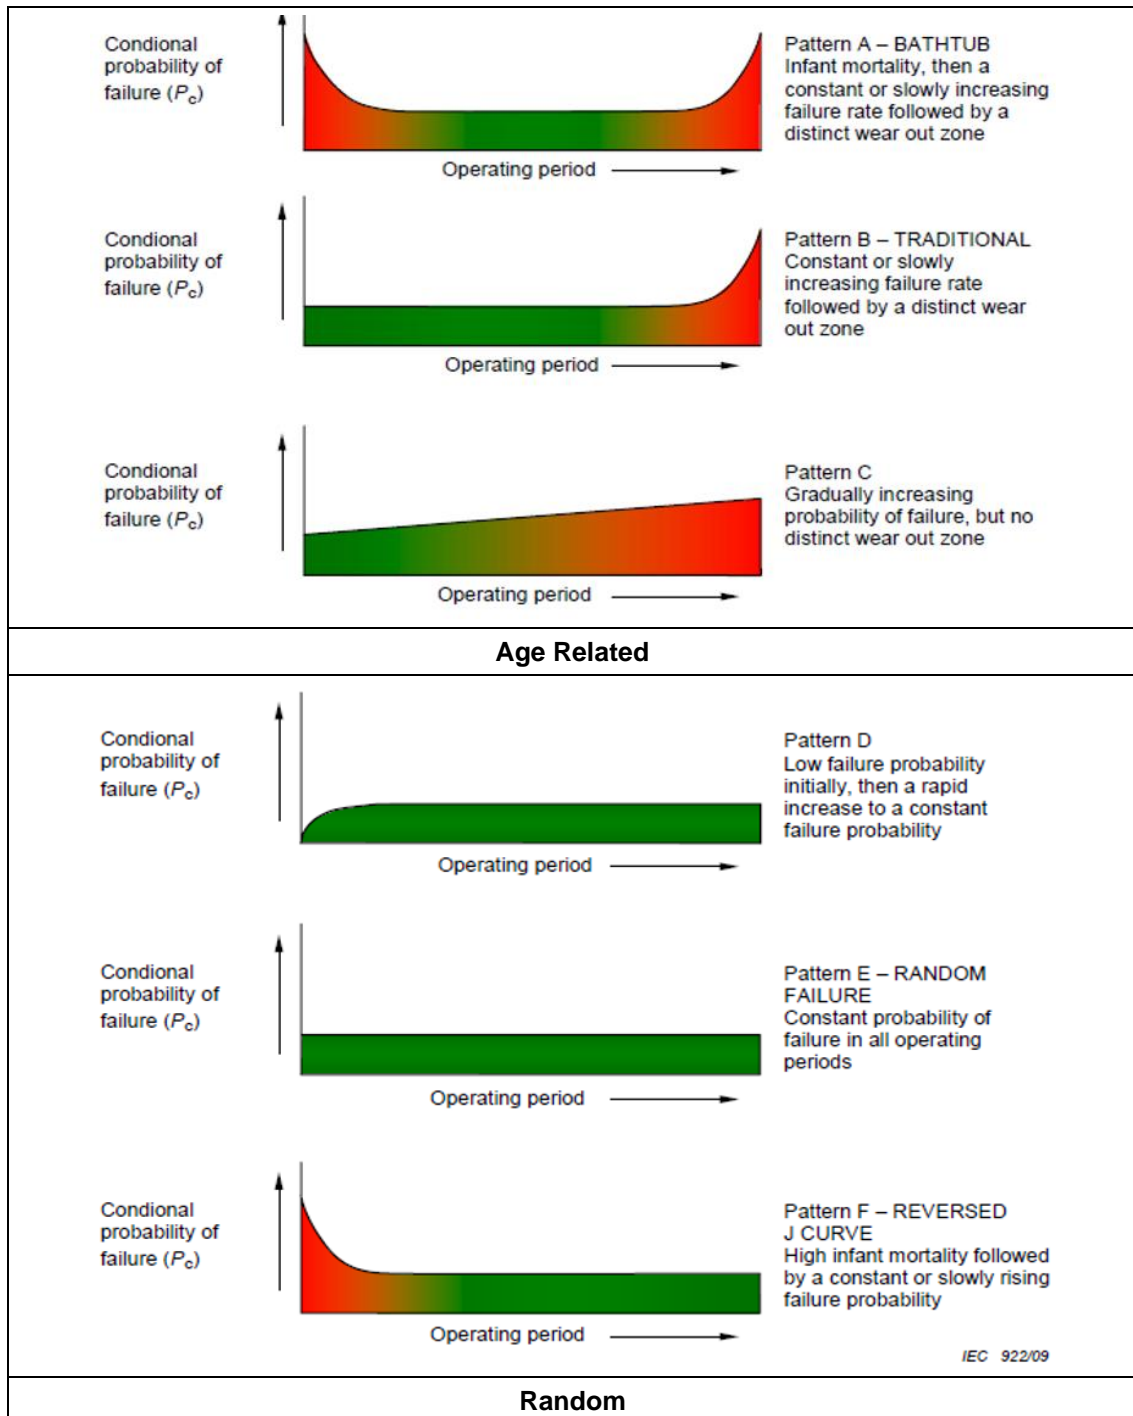 Condional
probability of
failure (Pc)
Pattern A – BATHTUB
Infant mortality, then a
constant or slowly increasing
failure rate followed by a
distinct wear out zone
Operating period
Condional
probability of
failure (Pc)
Pattern B – TRADITIONAL
Constant or slowly
increasing failure rate
followed by a distinct wear
out zone
Operating period
Condional
probability of
failure (Pc)
Pattern C
Gradually increasing
probability of failure, but no
distinct wear out zone
Operating period
Age Related
Condional
probability of
failure (Pc)
Pattern D
Low failure probability
initially, then a rapid
increase to a constant
failure probability
Operating period
Condional
probability of
failure (Pc)
Pattern E – RANDOM
FAILURE
Constant probability of
failure in all operating
periods
Operating period
Condional
probability of
failure (Pc)
Pattern F – REVERSED
J CURVE
High infant mortality followed
by a constant or slowly rising
failure probability
Operating period
IEC 922/09
Random